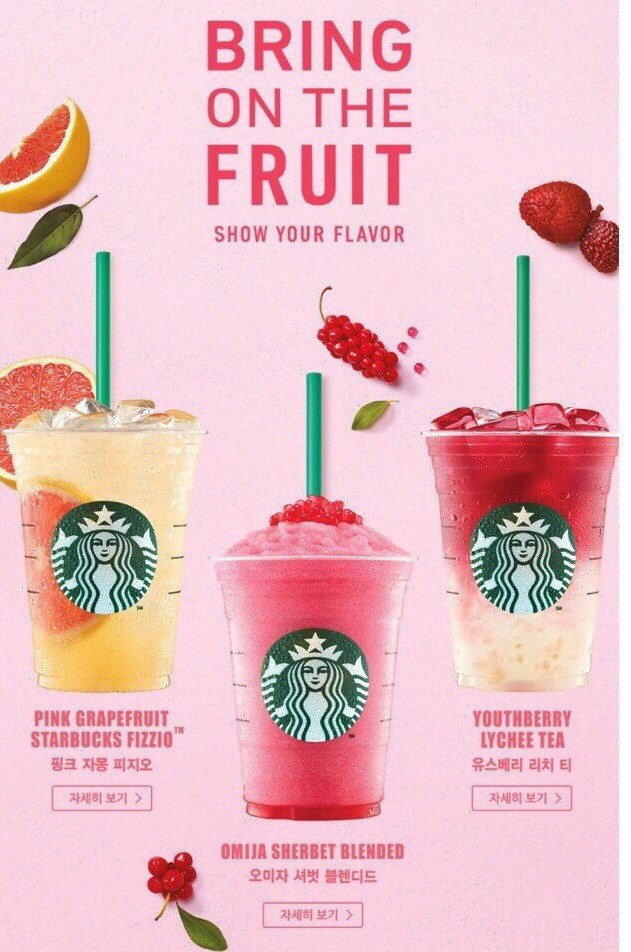 BRING
ON THE
FRUIT
SHOW YOUR FLAVOR
PINK GRAPEFRUIT
STARBUCKS FIZZIO™
핑크 자몽 피지오
자세히 보기 >
OMIJA SHERBET BLENDED
오미자 셔벗 블렌디드
자세히 보기 >
YOUTHBERRY
LYCHEE TEA
유스베리 리치 티
자세히 보기 >